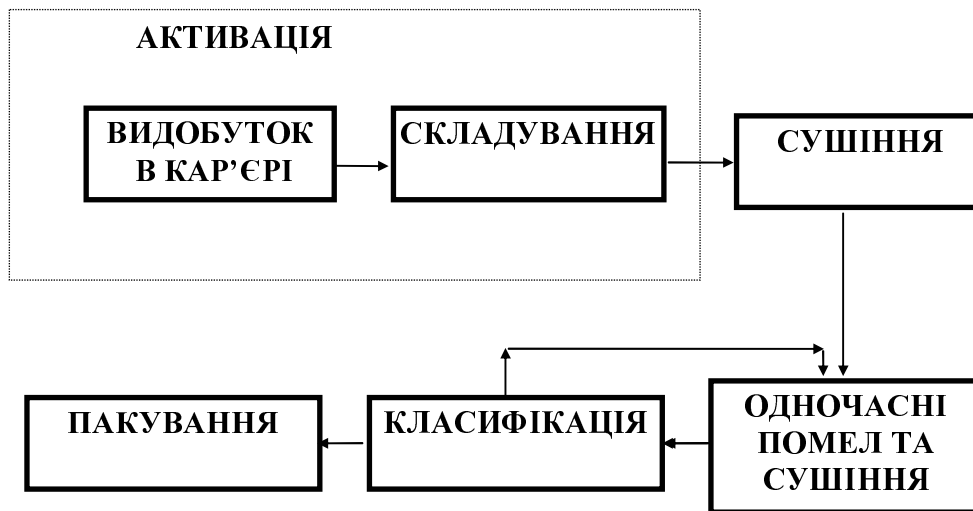 АКТИВАЦІЯ
ВИДОБУТОК
В КАР’ЄРІ
СКЛАДУВАННЯ
СУШІННЯ
ПАКУВАННЯ
КЛАСИФІКАЦІЯ
ОДНОЧАСНІ
ПОМЕЛ ТА
СУШІННЯ